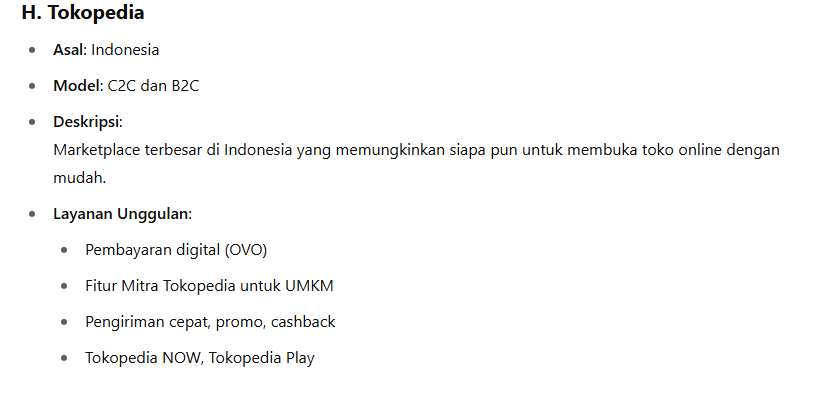 H. Tokopedia
Asal: Indonesia
Model: C2C dan B2C
Deskripsi:
Marketplace terbesar di Indonesia yang memungkinkan siapa pun untuk membuka toko online dengan
mudah.
Layanan Unggulan:
Pembayaran digital (OVO)
Fitur Mitra Tokopedia untuk UMKM
Pengiriman cepat, promo, cashback
Tokopedia NOW, Tokopedia Play